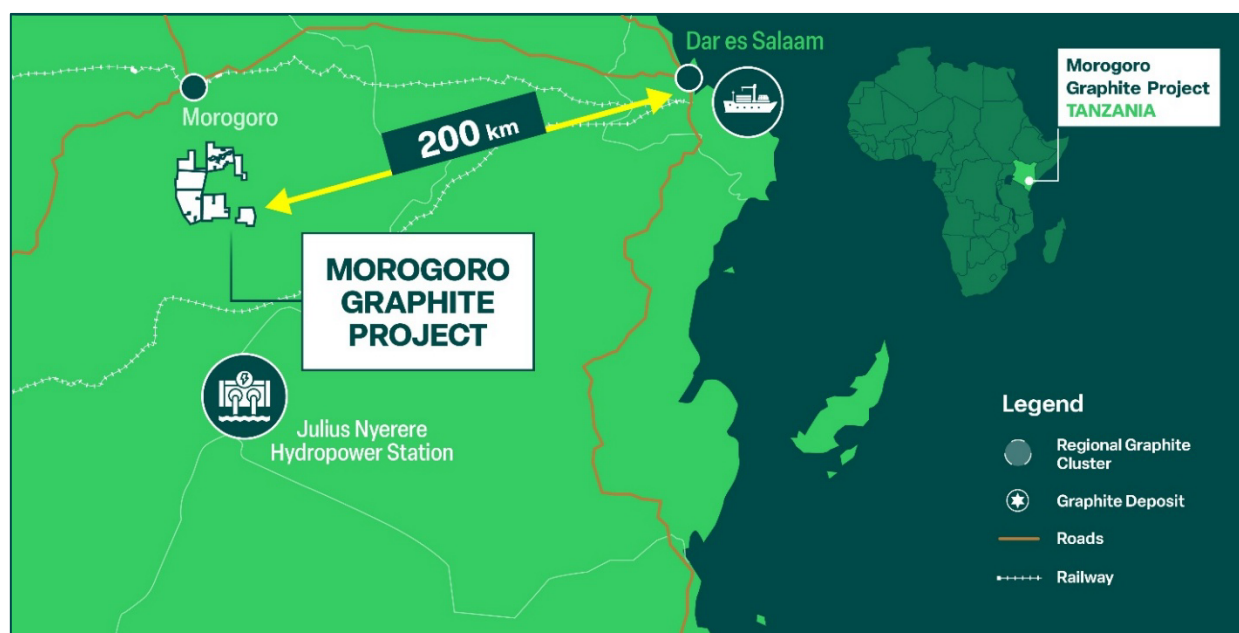 Dar es Salaam
Morogoro
200 km
MOROGORO
GRAPHITE
PROJECT
Julius Nyerere
Hydropower Station
Morogoro
Graphite Project
TANZANIA
Legend
Regional Graphite
Cluster
Graphite Deposit
Roads
Railway